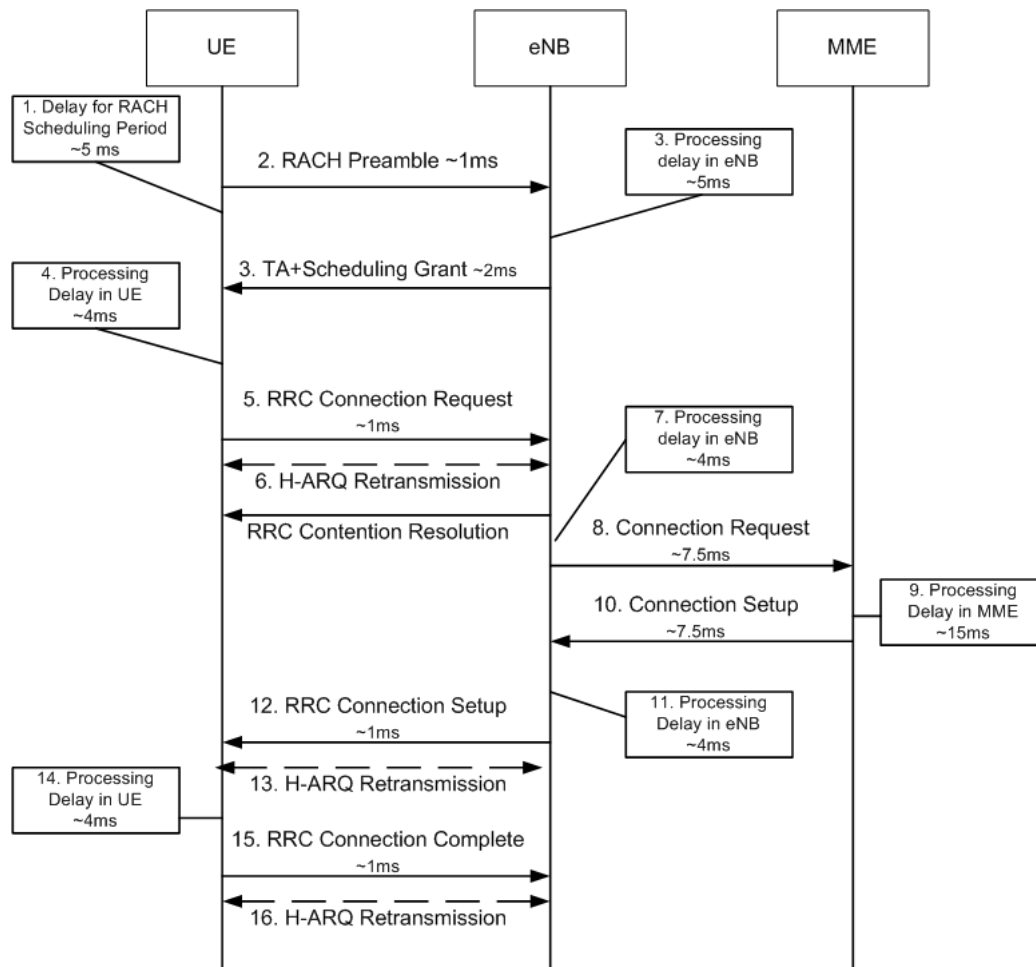 UE
eNB
MME
1. Delay for RACH
Scheduling Period
~5 ms
2. RACH Preamble ~1ms
3. Processing
delay in eNB
~5ms
3. TA+Scheduling Grant ~2ms
4. Processing
Delay in UE
~4ms
5. RRC Connection Request
~1ms
6. H-ARQ Retransmission
7. Processing
delay in eNB
~4ms
RRC Contention Resolution
8. Connection Request
~7.5ms
9. Processing
Delay in MME
~15ms
10. Connection Setup
~7.5ms
11. Processing
Delay in eNB
~4ms
12. RRC Connection Setup
~1ms
13. H-ARQ Retransmission
14. Processing
Delay in UE
~4ms
15. RRC Connection Complete
~1ms
16. H-ARQ Retransmission